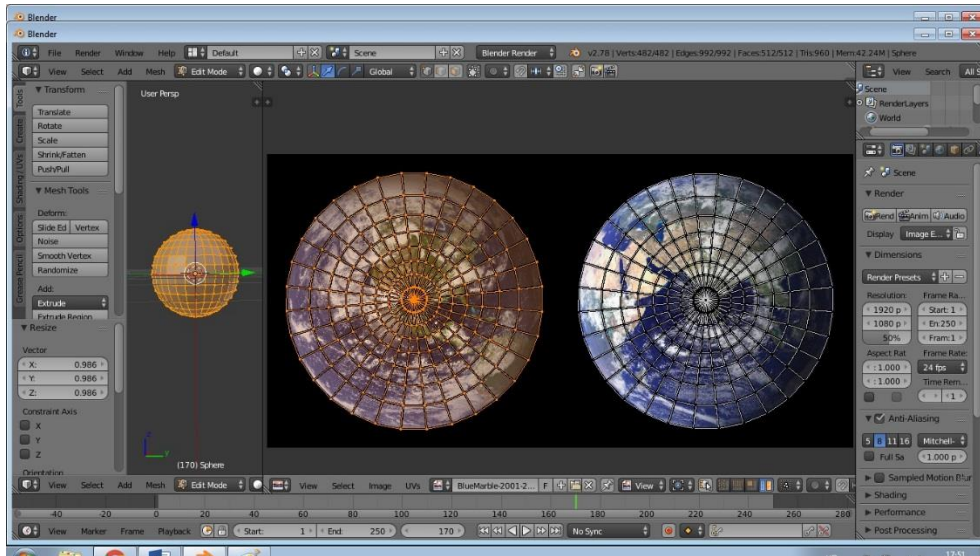 Blender
Blender
File Render Window Help Default Scene Blender Render v2.78 | Verts:482/482 | Edges:992/992 | Faces:512/512 | Tris:960 | Mem:42.24M | Sphere
View Select Add Mesh Edit Mode Global View Search All S
Tools
Create
Shading / UVs
Options
Grease Pencil
Transform
Translate
Rotate
Scale
Shrink/Fatten
Push/Pull
Mesh Tools
Deform:
Slide Ed Vertex
Noise
Smooth Vertex
Randomize
Add:
Extrude
Extrude Region
Resize
Vector
X: 0.986
Y: 0.986
Z: 0.986
Constraint Axis
X
Y
Z
Orientation
User Persp
(170) Sphere
Scene
RenderLayers
World
Scene
Render
Rend Anim Audio
Display Image E...
Dimensions
Render Presets
Resolution: Frame Ra...
1920 p Start: 1
1080 p En:250
50% Fram:1
Aspect Rat Frame Rate:
: 1.000 24 fps
: 1.000 Time Rem...
1
Anti-Aliasing
5 8 11 16 Mitchell-
Full Sa 1.000 p
Sampled Motion Blur
Shading
Performance
Post Processing
View Select Add Mesh Edit Mode View Select Image UVs BlueMarble-2001-2... F View
-40 -20 0 20 40 60 80 100 120 140 160 180 200 220 240 260 280
View Marker Frame Playback Start: 1 End: 250 170 No Sync
17:51